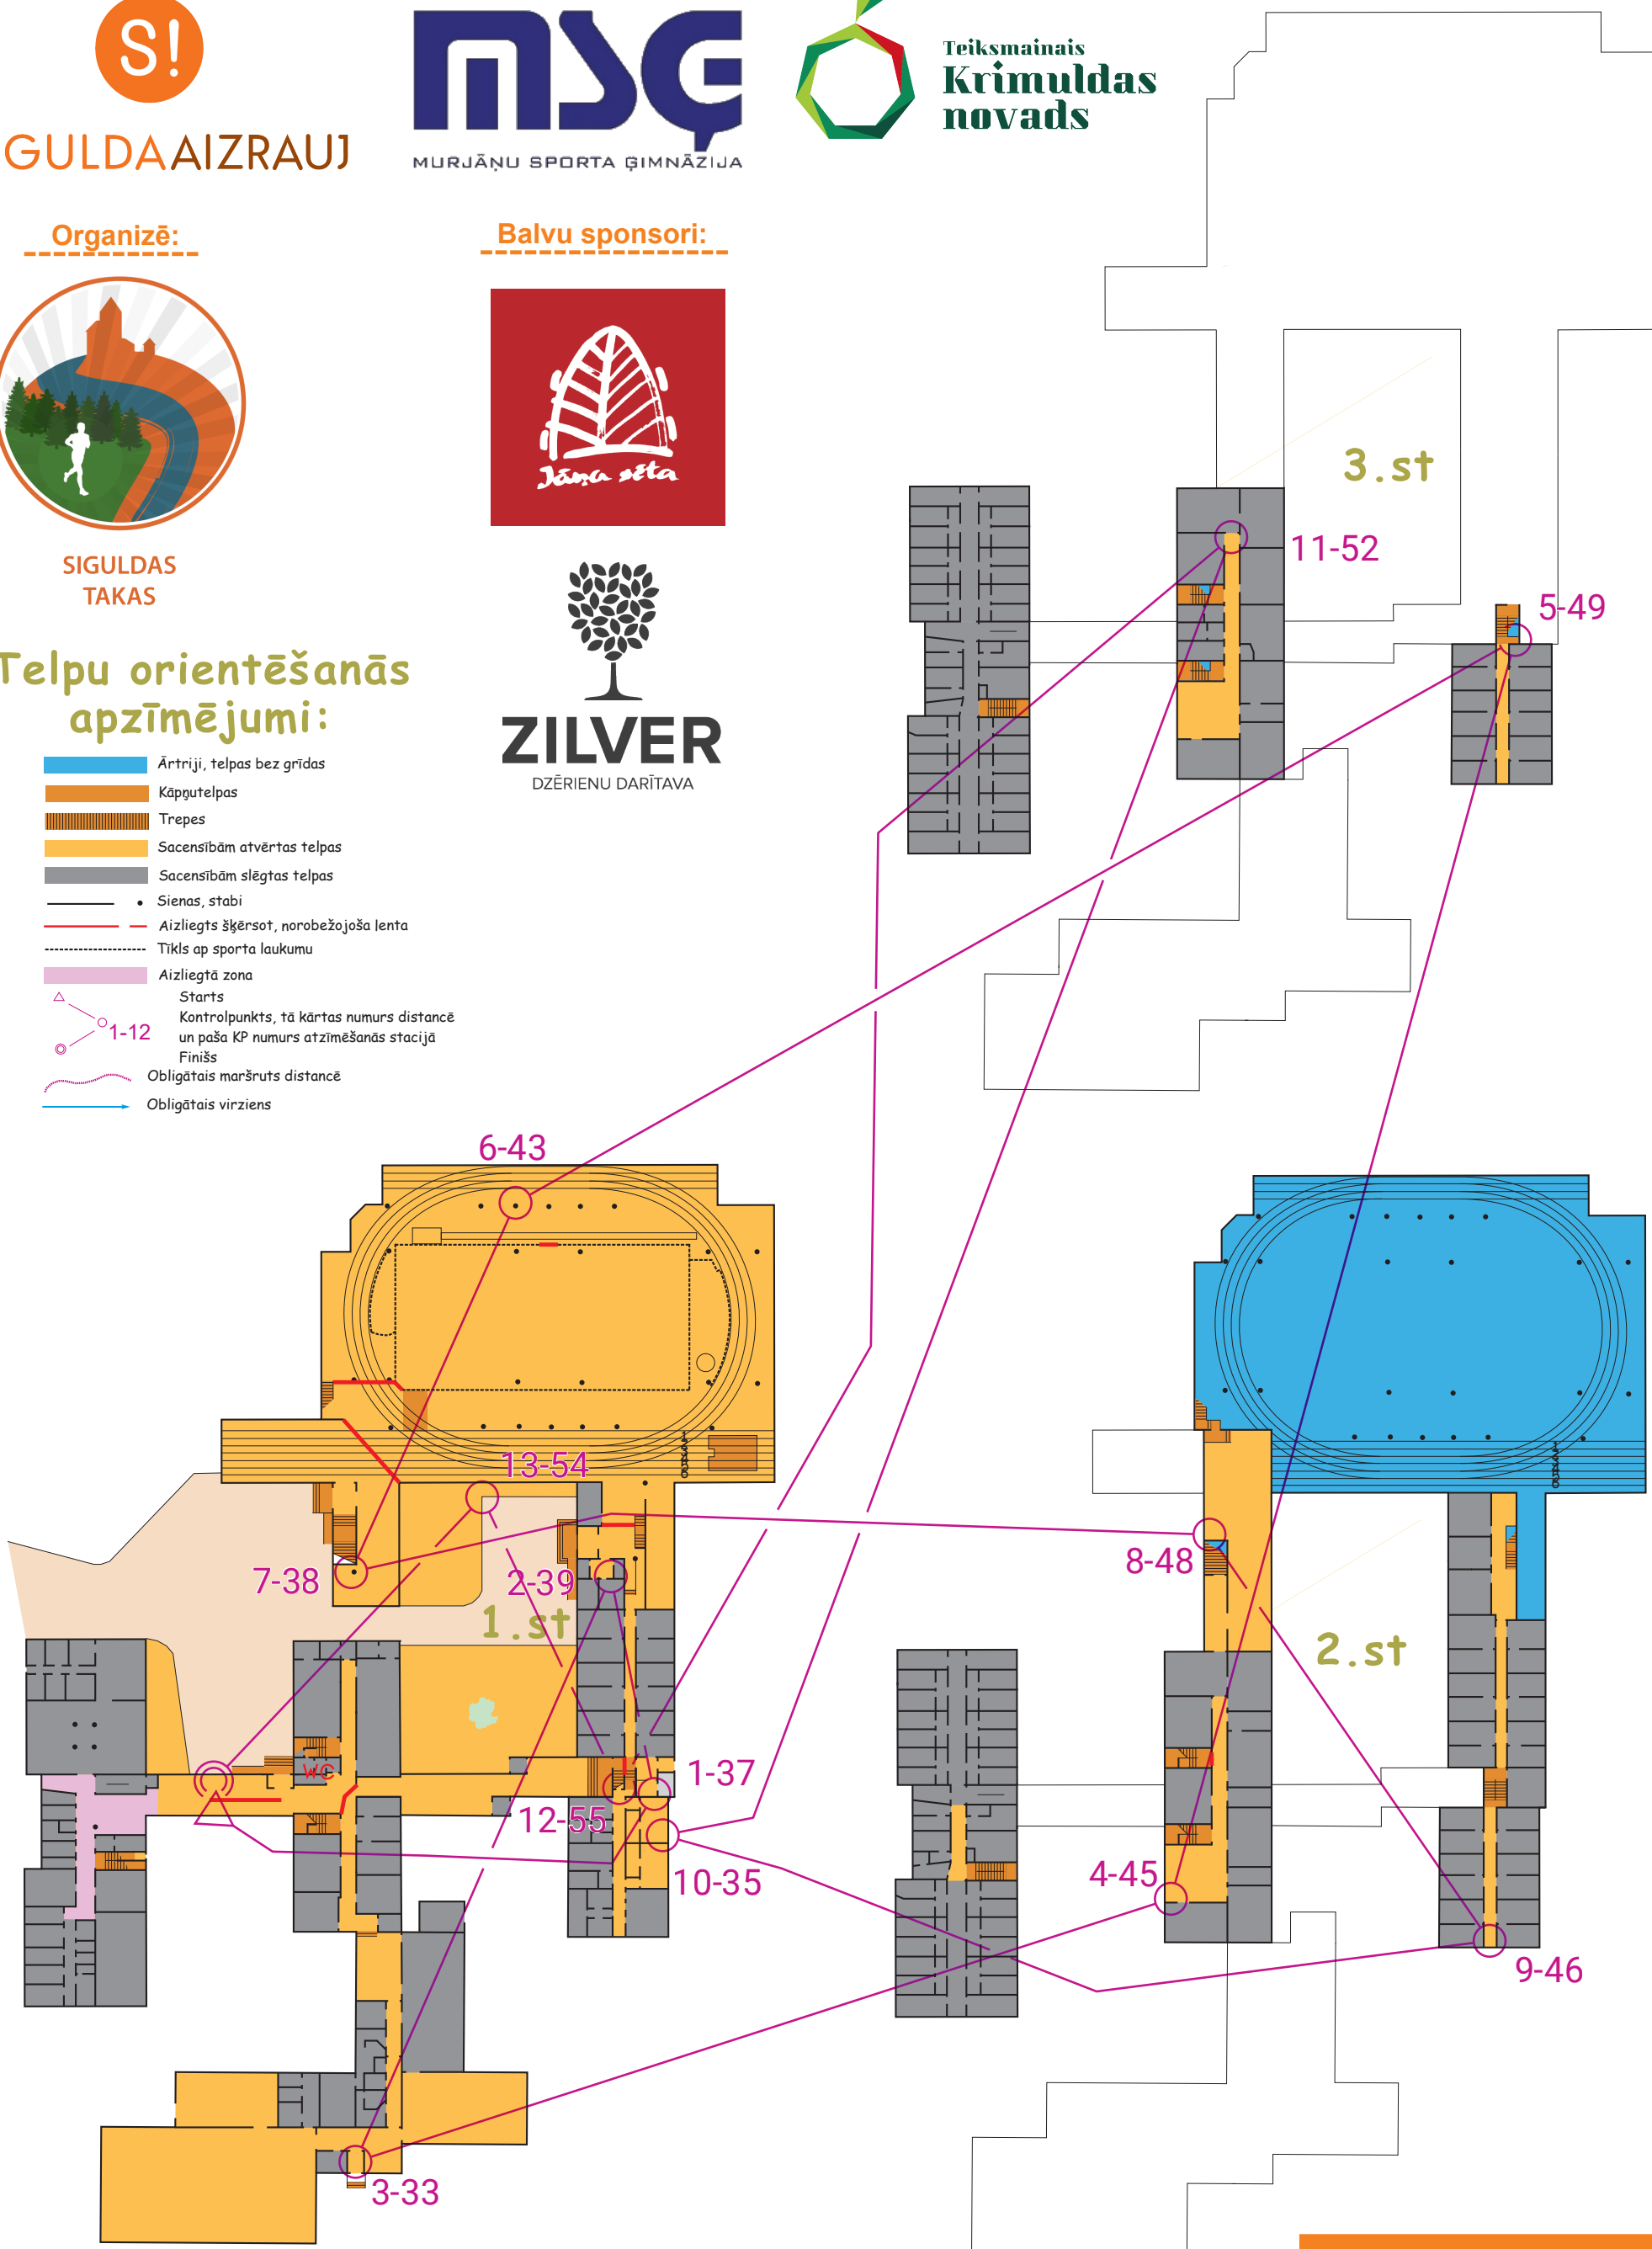 S!
GULDAAIZRAUJ
MSĢ
MURJĀŅU SPORTA ĢIMNĀZIJA
Teiksmainais
Krimuldas
novads
Organizē:
Balvu sponsori:
Jāņa sēta
SIGULDAS
TAKAS
ZILVER
DZĒRIENU DARĪTAVA
Telpu orientēšanās
apzīmējumi:
Ārtriji, telpas bez grīdas
Kāpņutelpas
Trepes
Sacensībām atvērtas telpas
Sacensībām slēgtas telpas
Sienas, stabi
Aizliegts šķērsot, norobežojoša lenta
Tīkls ap sporta laukumu
Aizliegtā zona
Starts
Kontrolpunkts, tā kārtas numurs distancē
1-12
un paša KP numurs atzīmēšanās stacijā
Finišs
Obligātais maršruts distancē
Obligātais virziens
3.st
11-52
5-49
6-43
13-54
7-38
2-39
1.st
8-48
2.st
WC
1-37
12-55
10-35
4-45
9-46
3-33